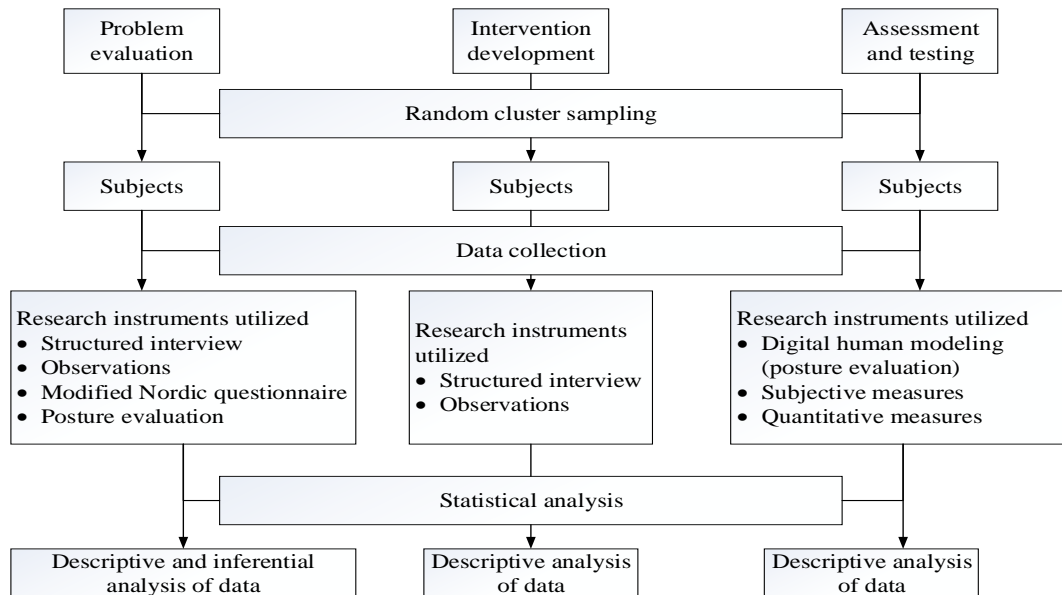 Problem
evaluation
Intervention
development
Assessment
and testing
Random cluster sampling
Subjects
Subjects
Subjects
Data collection
Research instruments utilized
• Structured interview
• Observations
• Modified Nordic questionnaire
• Posture evaluation
Research instruments
utilized
• Structured interview
• Observations
Research instruments utilized
• Digital human modeling
(posture evaluation)
• Subjective measures
• Quantitative measures
Statistical analysis
Descriptive and inferential
analysis of data
Descriptive analysis
of data
Descriptive analysis
of data